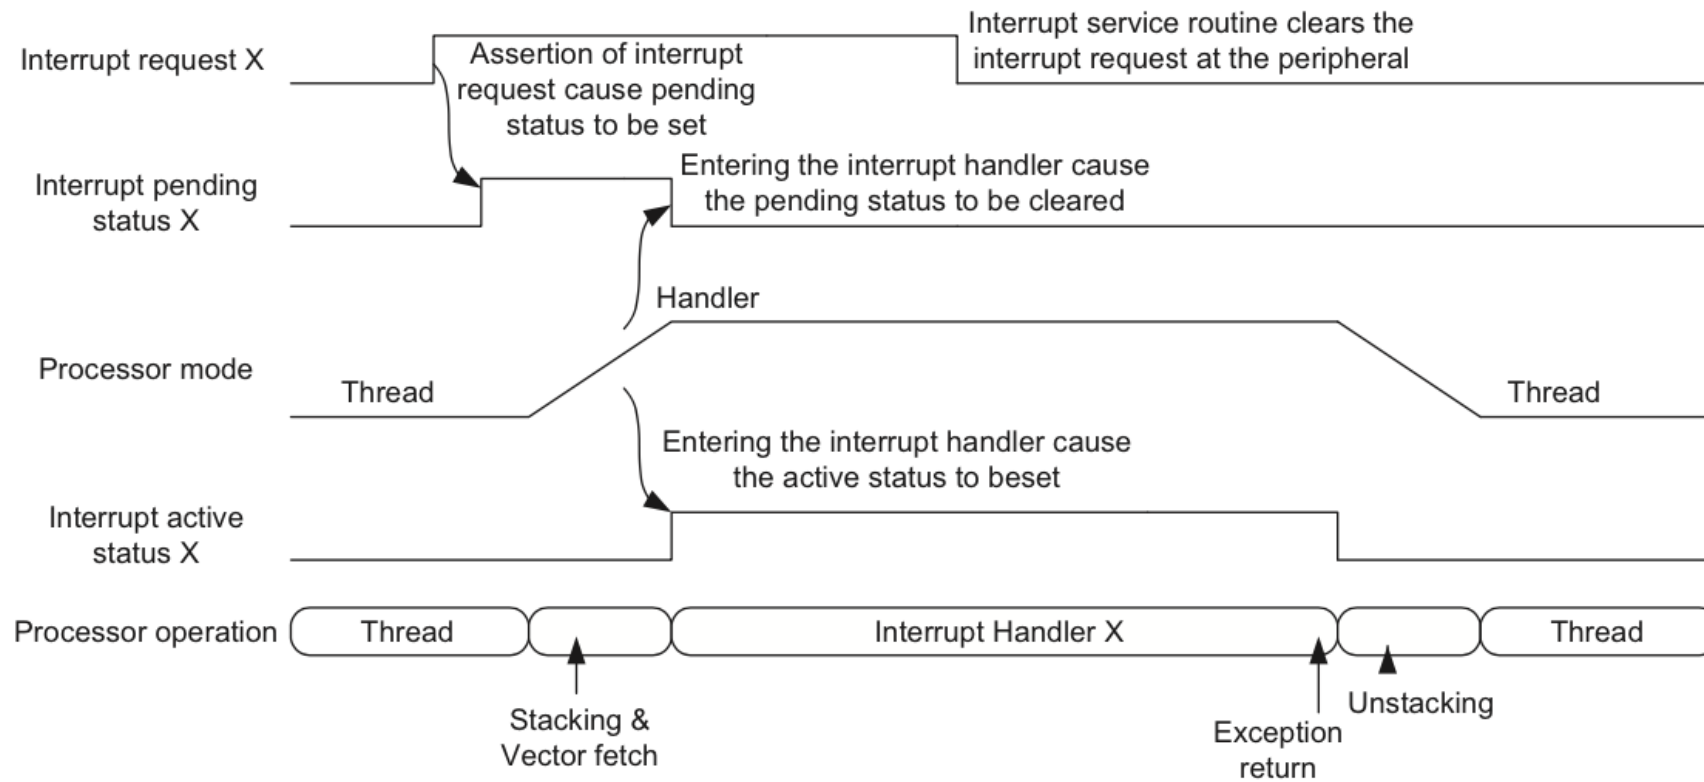 Interrupt request X
Assertion of interrupt
request cause pending
status to be set
Interrupt service routine clears the
interrupt request at the peripheral
Interrupt pending
status X
Entering the interrupt handler cause
the pending status to be cleared
Handler
Processor mode
Thread
Thread
Entering the interrupt handler cause
the active status to beset
Interrupt active
status X
Processor operation
Thread
Interrupt Handler X
Thread
Stacking &
Vector fetch
Exception
return
Unstacking